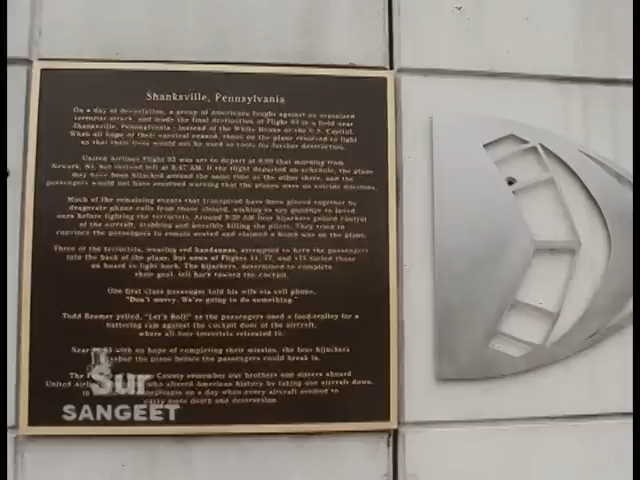 Shanksville, Pennsylvania
On a day of devastation, a group of Americans fought against an organized
terrorist attack, and made the final destination of Flight 93 in a field near
Shanksville, Pennsylvania - instead of the White House or the U.S. Capitol.
When all hope of their survival ceased, those on the plane resolved to fight
so that their lives would not be used as tools for further destruction.
United Airlines Flight 93 was set to depart at 8:00 that morning from
Newark, NJ, but instead left at 8:47 AM. If the flight departed on schedule, the plane
may have been hijacked around the same time as the other three, and the
passengers would not have received warning that the planes were on suicide missions.
Much of the remaining events that transpired have been pieced together by
desperate phone calls from those aboard, wishing to say goodbye to loved
ones before fighting the terrorists. Around 9:30 AM four hijackers gained control
of the aircraft, stabbing and possibly killing the pilots. They tried to
convince the passengers to remain seated and claimed a bomb was on the plane.
Three of the terrorists, wearing red bandannas, attempted to herd the passengers
into the back of the plane, but news of Flights 11, 77, and 175 united those
on board to fight back. The hijackers, determined to complete
their goal, fell back toward the cockpit.
One first class passenger told his wife via cell phone,
"Don't worry. We're going to do something."
Todd Beamer yelled, "Let's Roll!" as the passengers used a food trolley for a
battering ram against the cockpit door of the aircraft,
where all four terrorists retreated to.
Near with no hope of completing their mission, the four hijackers
the plane before the passengers could break in.
The County remember our brothers and sisters aboard
United who altered American history by taking one aircraft down,
on a day when every aircraft seemed to
carry more death and destruction.
Sur
SANGEET